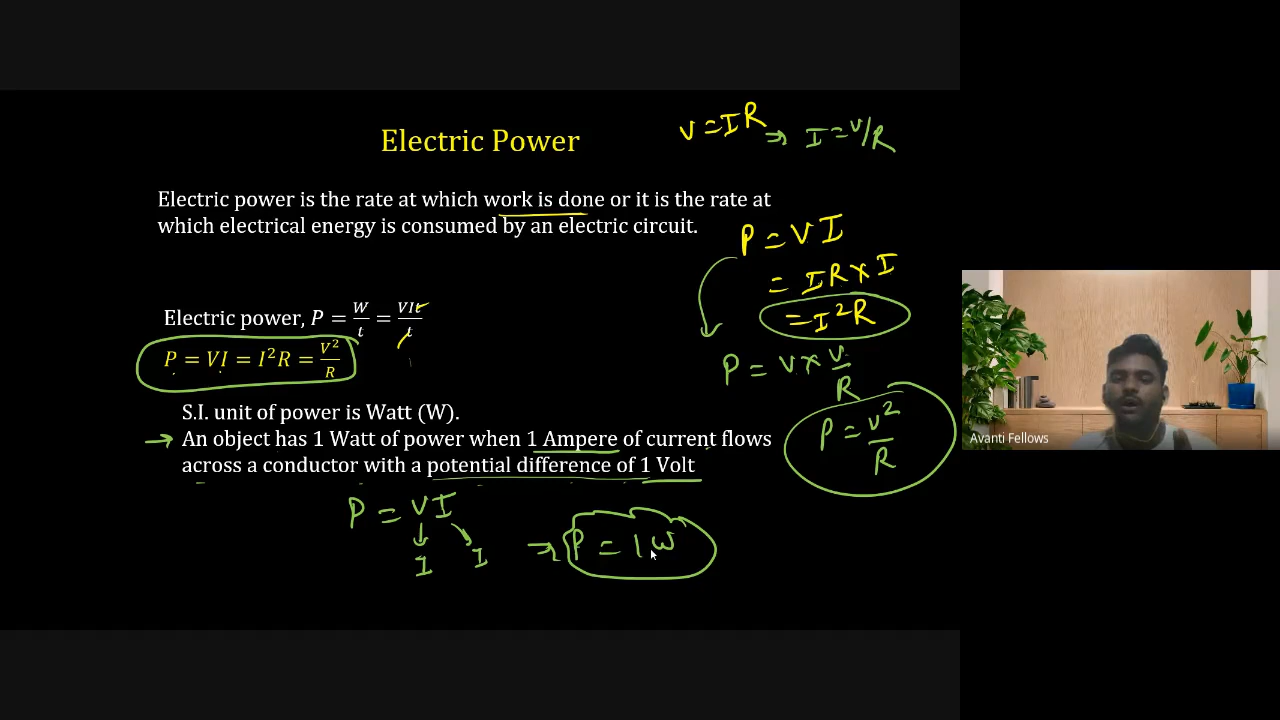 Electric Power
V = IR ⇒ I = V/R
Electric power is the rate at which work is done or it is the rate at
which electrical energy is consumed by an electric circuit.
P = VI
= IR × I
= I²R
Electric power, P = W/t = VIt/t
P = VI = I²R = V²/R
P = V × V/R
P = V²/R
S.I. unit of power is Watt (W).
→ An object has 1 Watt of power when 1 Ampere of current flows
across a conductor with a potential difference of 1 Volt
P = VI
↓ ↘
1 1
⇒ P = 1 W
Avanti Fellows